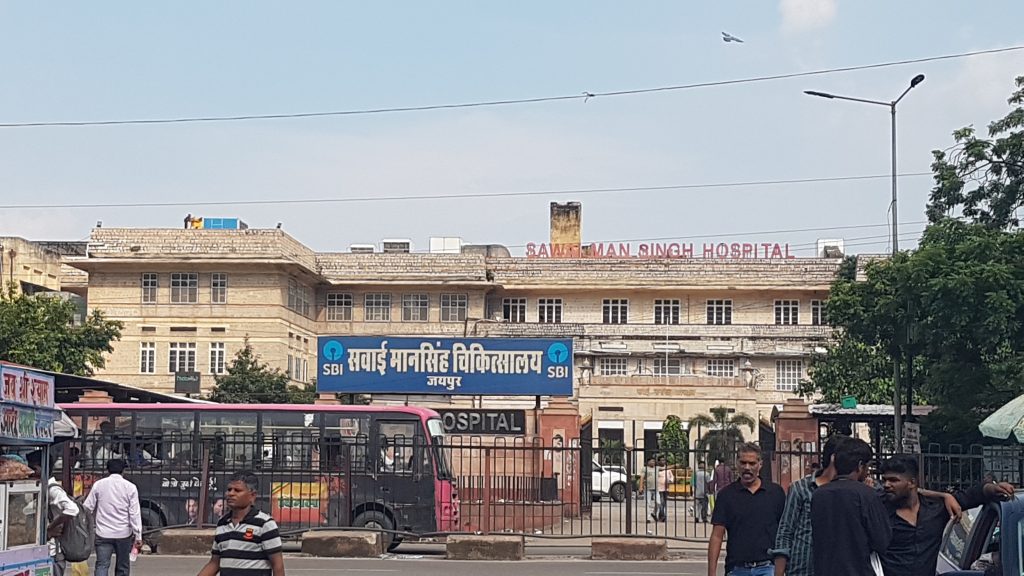 SAWAI MAN SINGH HOSPITAL
सवाई मानसिंह चिकित्सालय
जयपुर
SBI
SBI
HOSPITAL